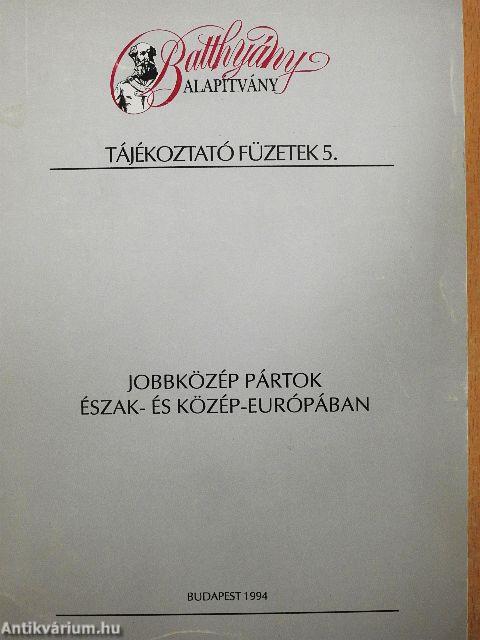 Batthyány
ALAPÍTVÁNY
TÁJÉKOZTATÓ FÜZETEK 5.
JOBBKÖZÉP PÁRTOK
ÉSZAK- ÉS KÖZÉP-EURÓPÁBAN
BUDAPEST 1994
Antikvárium.hu